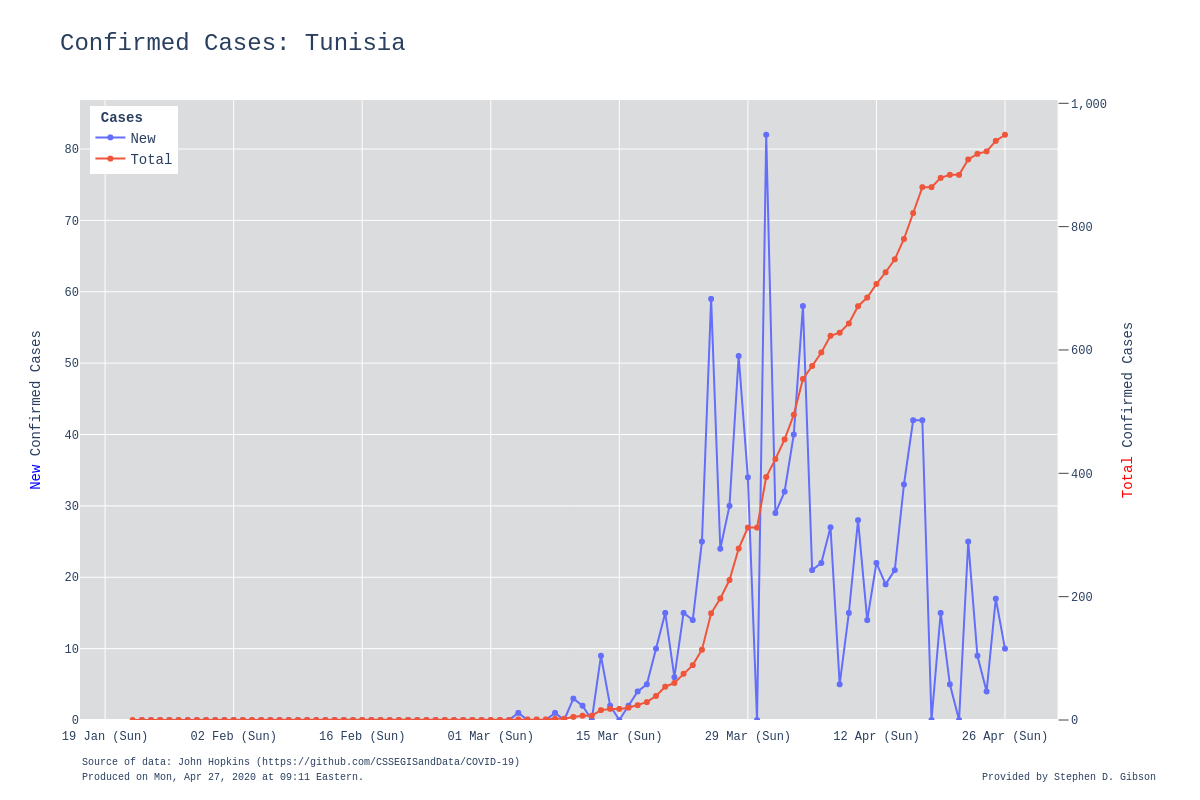 Confirmed Cases: Tunisia
Cases
New
Total
80
70
60
50
40
30
20
10
0
1,000
800
600
400
200
0
New Confirmed Cases
Total Confirmed Cases
19 Jan (Sun) 02 Feb (Sun) 16 Feb (Sun) 01 Mar (Sun) 15 Mar (Sun) 29 Mar (Sun) 12 Apr (Sun) 26 Apr (Sun)
Source of data: John Hopkins (https://github.com/CSSEGISandData/COVID-19)
Produced on Mon, Apr 27, 2020 at 09:11 Eastern.
Provided by Stephen D. Gibson